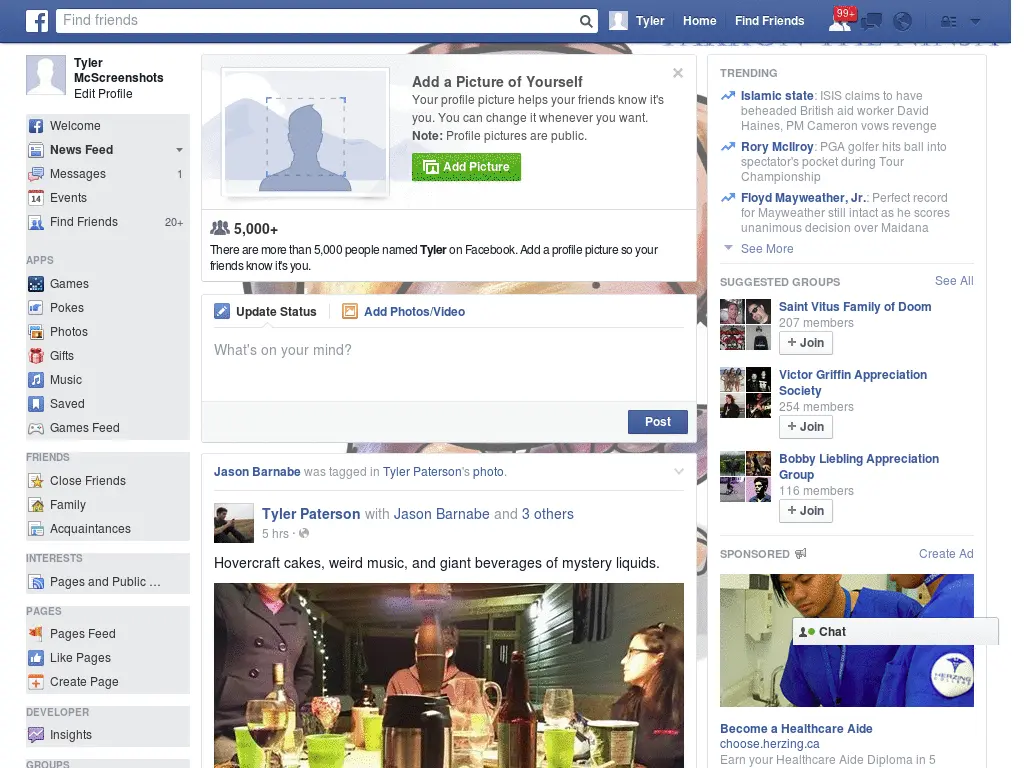 Find friends
Tyler
Home
Find Friends
99+
Tyler
McScreenshots
Edit Profile
Welcome
News Feed
Messages 1
14 Events
Find Friends 20+
APPS
Games
Pokes
Photos
Gifts
Music
Saved
Games Feed
FRIENDS
Close Friends
Family
Acquaintances
INTERESTS
Pages and Public ...
PAGES
Pages Feed
Like Pages
Create Page
DEVELOPER
Insights
GROUPS
Add a Picture of Yourself
Your profile picture helps your friends know it's
you. You can change it whenever you want.
Note: Profile pictures are public.
Add Picture
5,000+
There are more than 5,000 people named Tyler on Facebook. Add a profile picture so your
friends know it's you.
Update Status
Add Photos/Video
What's on your mind?
Post
Jason Barnabe was tagged in Tyler Paterson's photo.
Tyler Paterson with Jason Barnabe and 3 others
5 hrs ·
Hovercraft cakes, weird music, and giant beverages of mystery liquids.
TRENDING
Islamic state: ISIS claims to have
beheaded British aid worker David
Haines, PM Cameron vows revenge
Rory McIlroy: PGA golfer hits ball into
spectator's pocket during Tour
Championship
Floyd Mayweather, Jr.: Perfect record
for Mayweather still intact as he scores
unanimous decision over Maidana
See More
SUGGESTED GROUPS See All
Saint Vitus Family of Doom
207 members
+ Join
Victor Griffin Appreciation
Society
254 members
+ Join
Bobby Liebling Appreciation
Group
116 members
+ Join
SPONSORED Create Ad
Chat
HERZING
COLLEGE
Become a Healthcare Aide
choose.herzing.ca
Earn your Healthcare Aide Diploma in 5